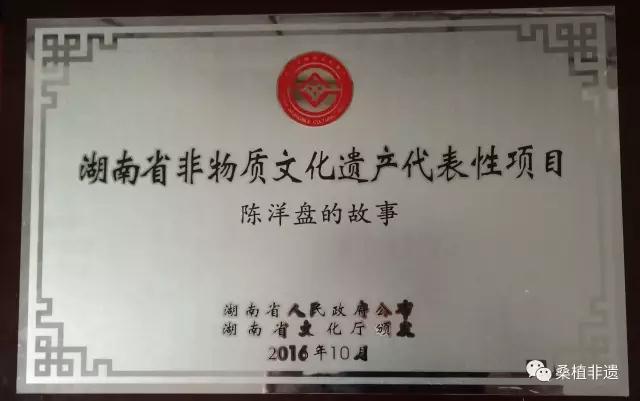 湖南省非物质文化遗产代表性项目
陈洋盘的故事
湖南省人民政府公布
湖南省文化厅颁发
2016年10月
桑植非遗